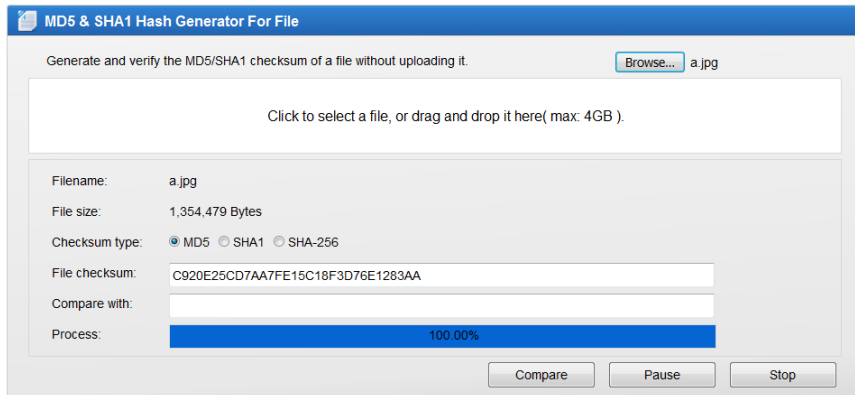 MD5 & SHA1 Hash Generator For File
Generate and verify the MD5/SHA1 checksum of a file without uploading it. Browse... a.jpg
Click to select a file, or drag and drop it here( max: 4GB ).
Filename: a.jpg
File size: 1,354,479 Bytes
Checksum type: MD5 SHA1 SHA-256
File checksum: C920E25CD7AA7FE15C18F3D76E1283AA
Compare with:
Process: 100.00%
Compare Pause Stop